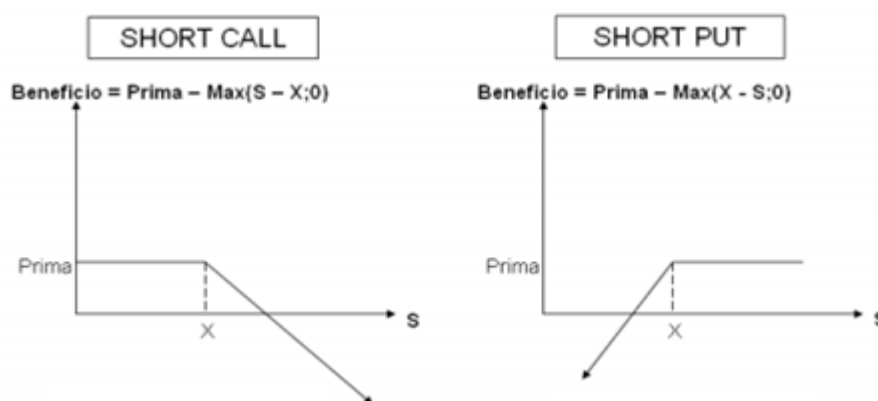 SHORT CALL
Beneficio = Prima – Max(S – X;0)
Prima
X
S
SHORT PUT
Beneficio = Prima – Max(X - S;0)
Prima
X
S